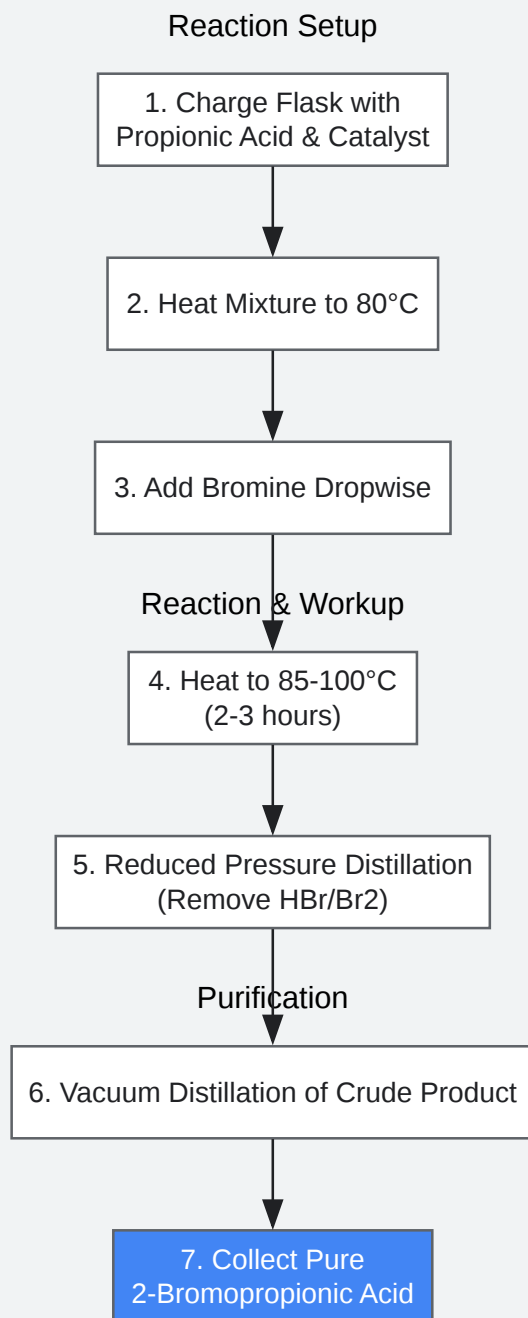 Reaction Setup
1. Charge Flask with
Propionic Acid & Catalyst
2. Heat Mixture to 80°C
3. Add Bromine Dropwise
Reaction & Workup
4. Heat to 85-100°C
(2-3 hours)
5. Reduced Pressure Distillation
(Remove HBr/Br2)
Purification
6. Vacuum Distillation of Crude Product
7. Collect Pure
2-Bromopropionic Acid